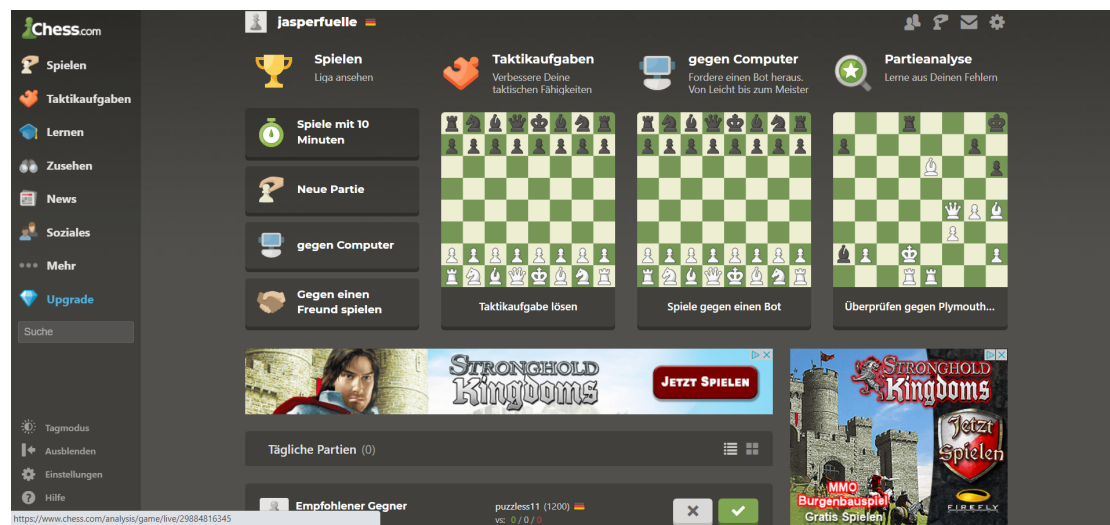 Chess.com
Spielen
Taktikaufgaben
Lernen
Zusehen
News
Soziales
Mehr
Upgrade
Suche
Tagmodus
Ausblenden
Einstellungen
Hilfe
https://www.chess.com/analysis/game/live/29884816345
jasperfuelle
Spielen
Liga ansehen
Taktikaufgaben
Verbessere Deine
taktischen Fähigkeiten
gegen Computer
Fordere einen Bot heraus.
Von Leicht bis zum Meister
Partieanalyse
Lerne aus Deinen Fehlern
Spiele mit 10
Minuten
Neue Partie
gegen Computer
Gegen einen
Freund spielen
Taktikaufgabe lösen
Spiele gegen einen Bot
Überprüfen gegen Plymouth...
Stronghold
Kingdoms
Jetzt Spielen
Stronghold
Kingdoms
Jetzt
Spielen
MMO
Burgenbauspiel
Gratis Spielen
FIREFLY
Tägliche Partien (0)
Empfohlener Gegner
puzzless11 (1200)
vs: 0 / 0 / 0